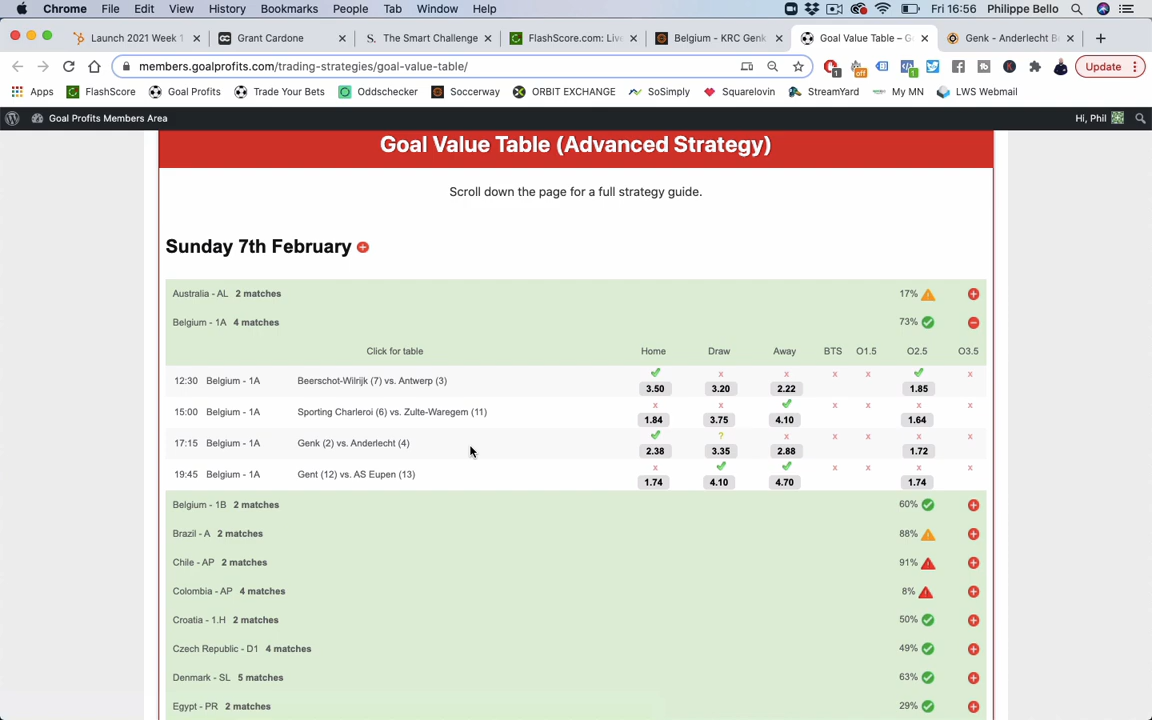 Chrome File Edit View History Bookmarks People Tab Window Help Fri 16:56 Philippe Bello
Launch 2021 Week 1 Grant Cardone The Smart Challenge FlashScore.com: Live Belgium - KRC Genk Goal Value Table – G Genk - Anderlecht B
members.goalprofits.com/trading-strategies/goal-value-table/ 1 off 1 Update
Apps FlashScore Goal Profits Trade Your Bets Oddschecker Soccerway ORBIT EXCHANGE SoSimply Squarelovin StreamYard My MN LWS Webmail
Goal Profits Members Area Hi, Phil
Goal Value Table (Advanced Strategy)
Scroll down the page for a full strategy guide.
Sunday 7th February
Australia - AL 2 matches 17%
Belgium - 1A 4 matches 73%
Click for table Home Draw Away BTS O1.5 O2.5 O3.5
12:30 Belgium - 1A Beerschot-Wilrijk (7) vs. Antwerp (3) x x x x x
3.50 3.20 2.22 1.85
15:00 Belgium - 1A Sporting Charleroi (6) vs. Zulte-Waregem (11) x x x x x x
1.84 3.75 4.10 1.64
17:15 Belgium - 1A Genk (2) vs. Anderlecht (4) ? x x x x x
2.38 3.35 2.88 1.72
19:45 Belgium - 1A Gent (12) vs. AS Eupen (13) x x x x x
1.74 4.10 4.70 1.74
Belgium - 1B 2 matches 60%
Brazil - A 2 matches 88%
Chile - AP 2 matches 91%
Colombia - AP 4 matches 8%
Croatia - 1.H 2 matches 50%
Czech Republic - D1 4 matches 49%
Denmark - SL 5 matches 63%
Egypt - PR 2 matches 29%